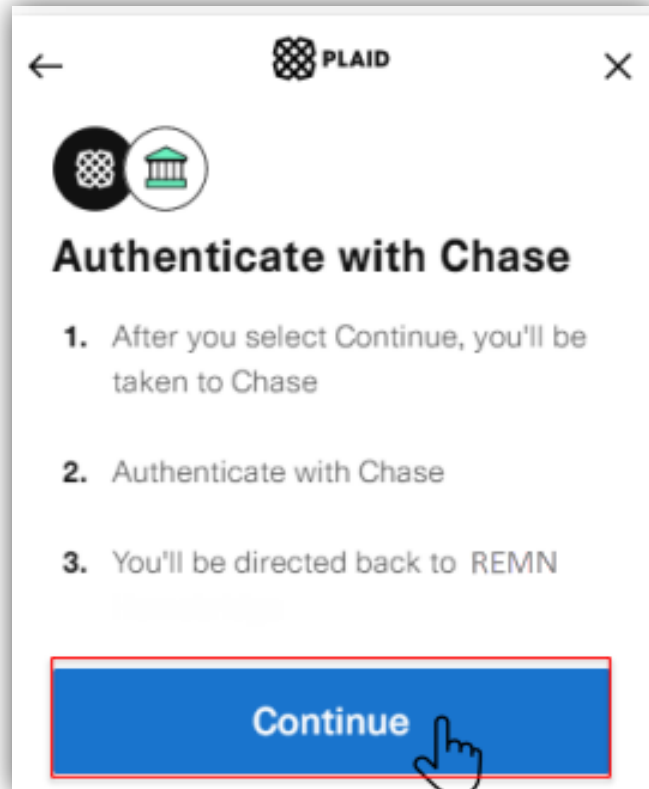 PLAID
Authenticate with Chase
1. After you select Continue, you'll be
taken to Chase
2. Authenticate with Chase
3. You'll be directed back to REMN
Continue